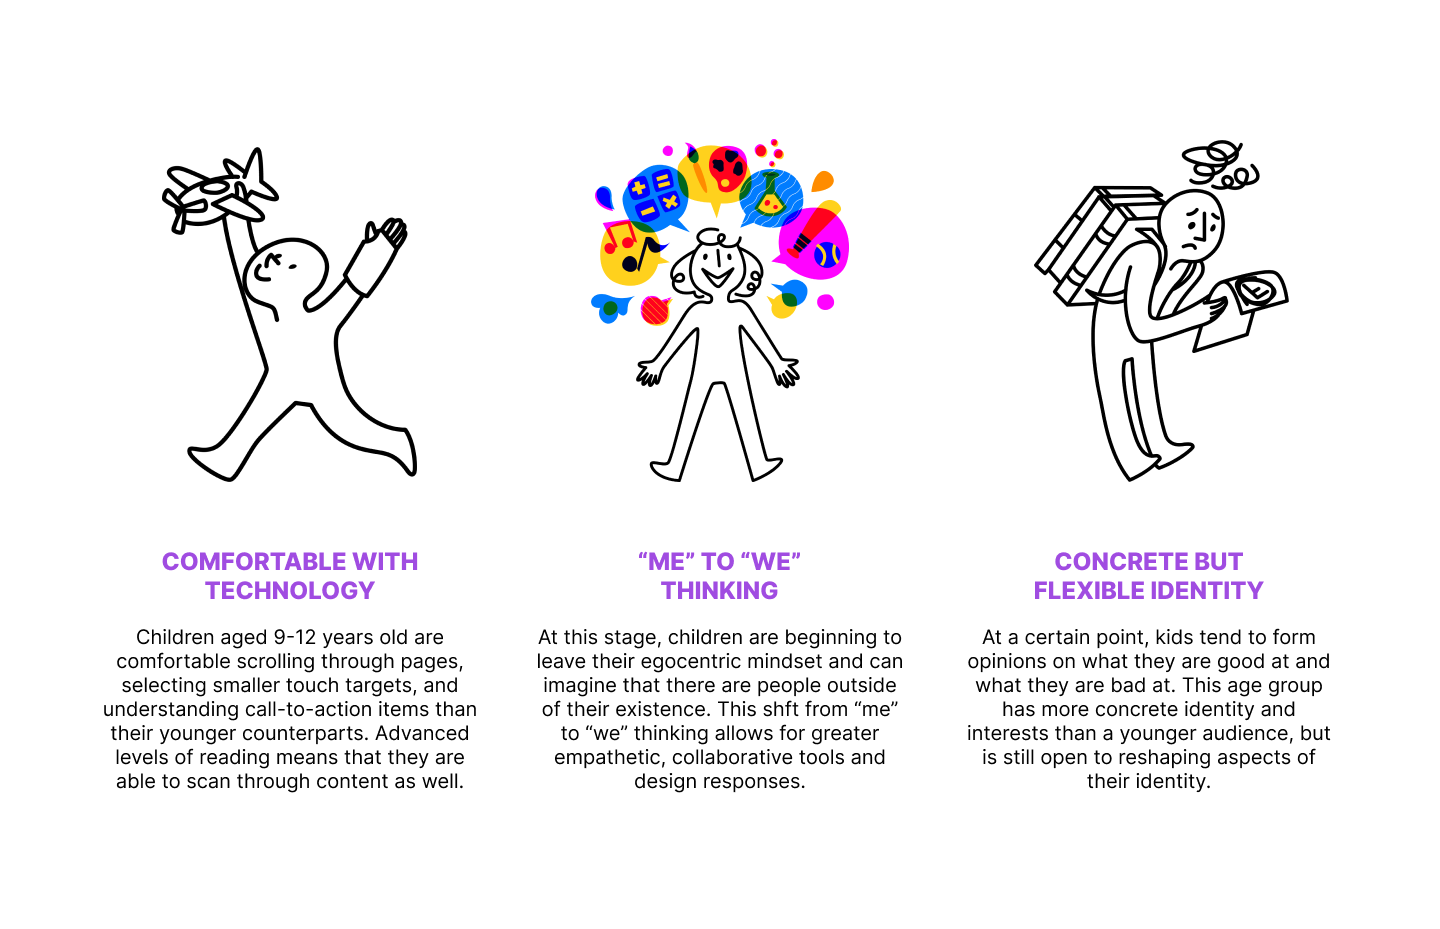 COMFORTABLE WITH
TECHNOLOGY
Children aged 9-12 years old are
comfortable scrolling through pages,
selecting smaller touch targets, and
understanding call-to-action items than
their younger counterparts. Advanced
levels of reading means that they are
able to scan through content as well.
“ME” TO “WE”
THINKING
At this stage, children are beginning to
leave their egocentric mindset and can
imagine that there are people outside
of their existence. This shft from “me”
to “we” thinking allows for greater
empathetic, collaborative tools and
design responses.
F
CONCRETE BUT
FLEXIBLE IDENTITY
At a certain point, kids tend to form
opinions on what they are good at and
what they are bad at. This age group
has more concrete identity and
interests than a younger audience, but
is still open to reshaping aspects of
their identity.